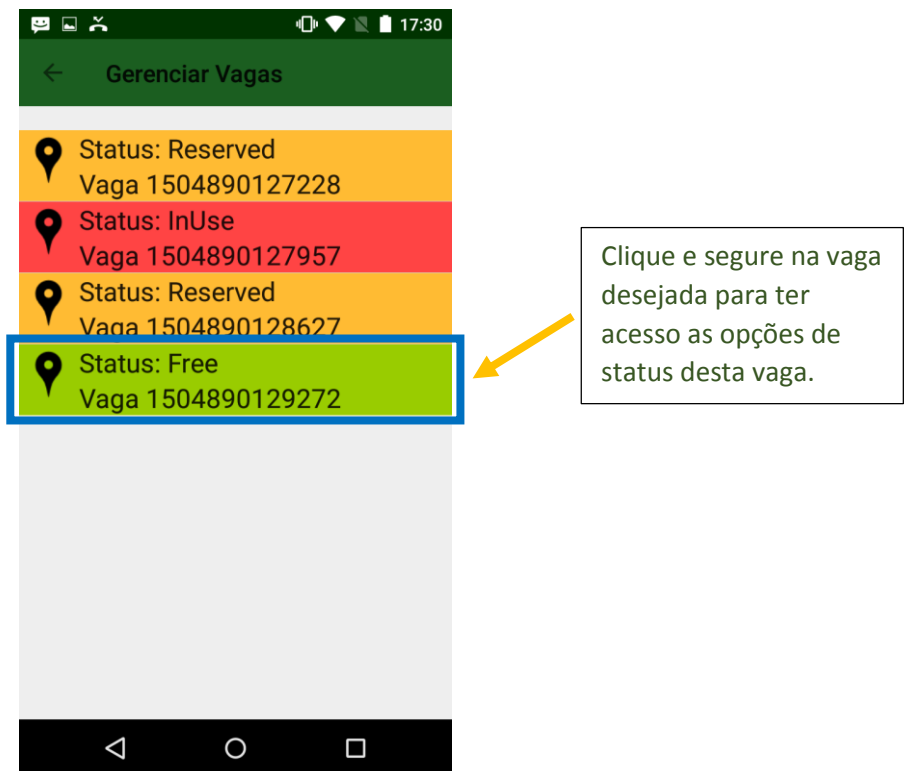 17:30
Gerenciar Vagas
Status: Reserved
Vaga 1504890127228
Status: InUse
Vaga 1504890127957
Status: Reserved
Vaga 1504890128627
Status: Free
Vaga 1504890129272
Clique e segure na vaga
desejada para ter
acesso as opções de
status desta vaga.